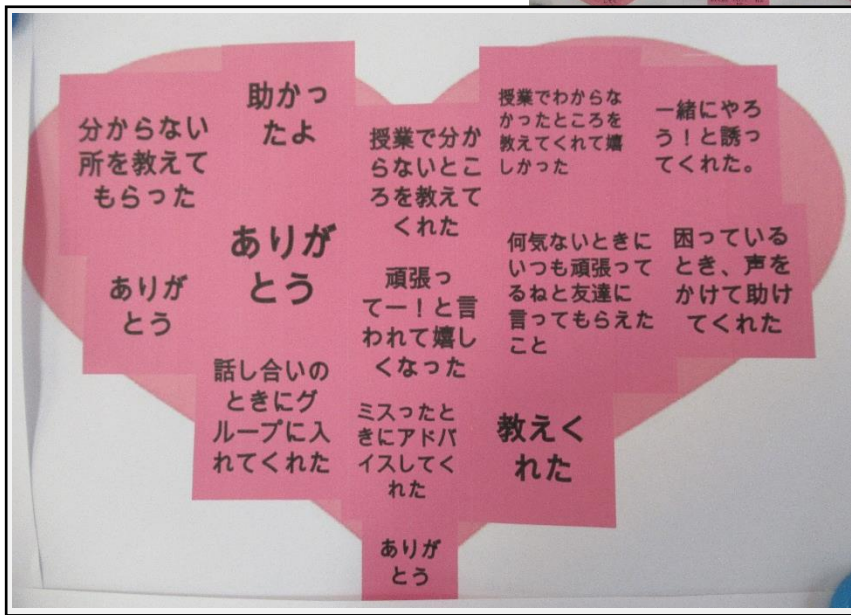 分からない
所を教えて
もらった
助かっ
たよ
授業で分か
らないとこ
ろを教えて
くれた
授業でわからな
かったところを
教えてくれて嬉
しかった
一緒にやろ
う！と誘っ
てくれた。
ありが
とう
ありが
とう
頑張っ
てー！と言
われて嬉し
くなった
何気ないときに
いつも頑張って
るねと友達に
言ってもらえた
こと
困っている
とき、声を
かけて助け
てくれた
話し合いの
ときにグ
ループに入
れてくれた
ミスったと
きにアドバ
イスしてく
れた
教えく
れた
ありが
とう